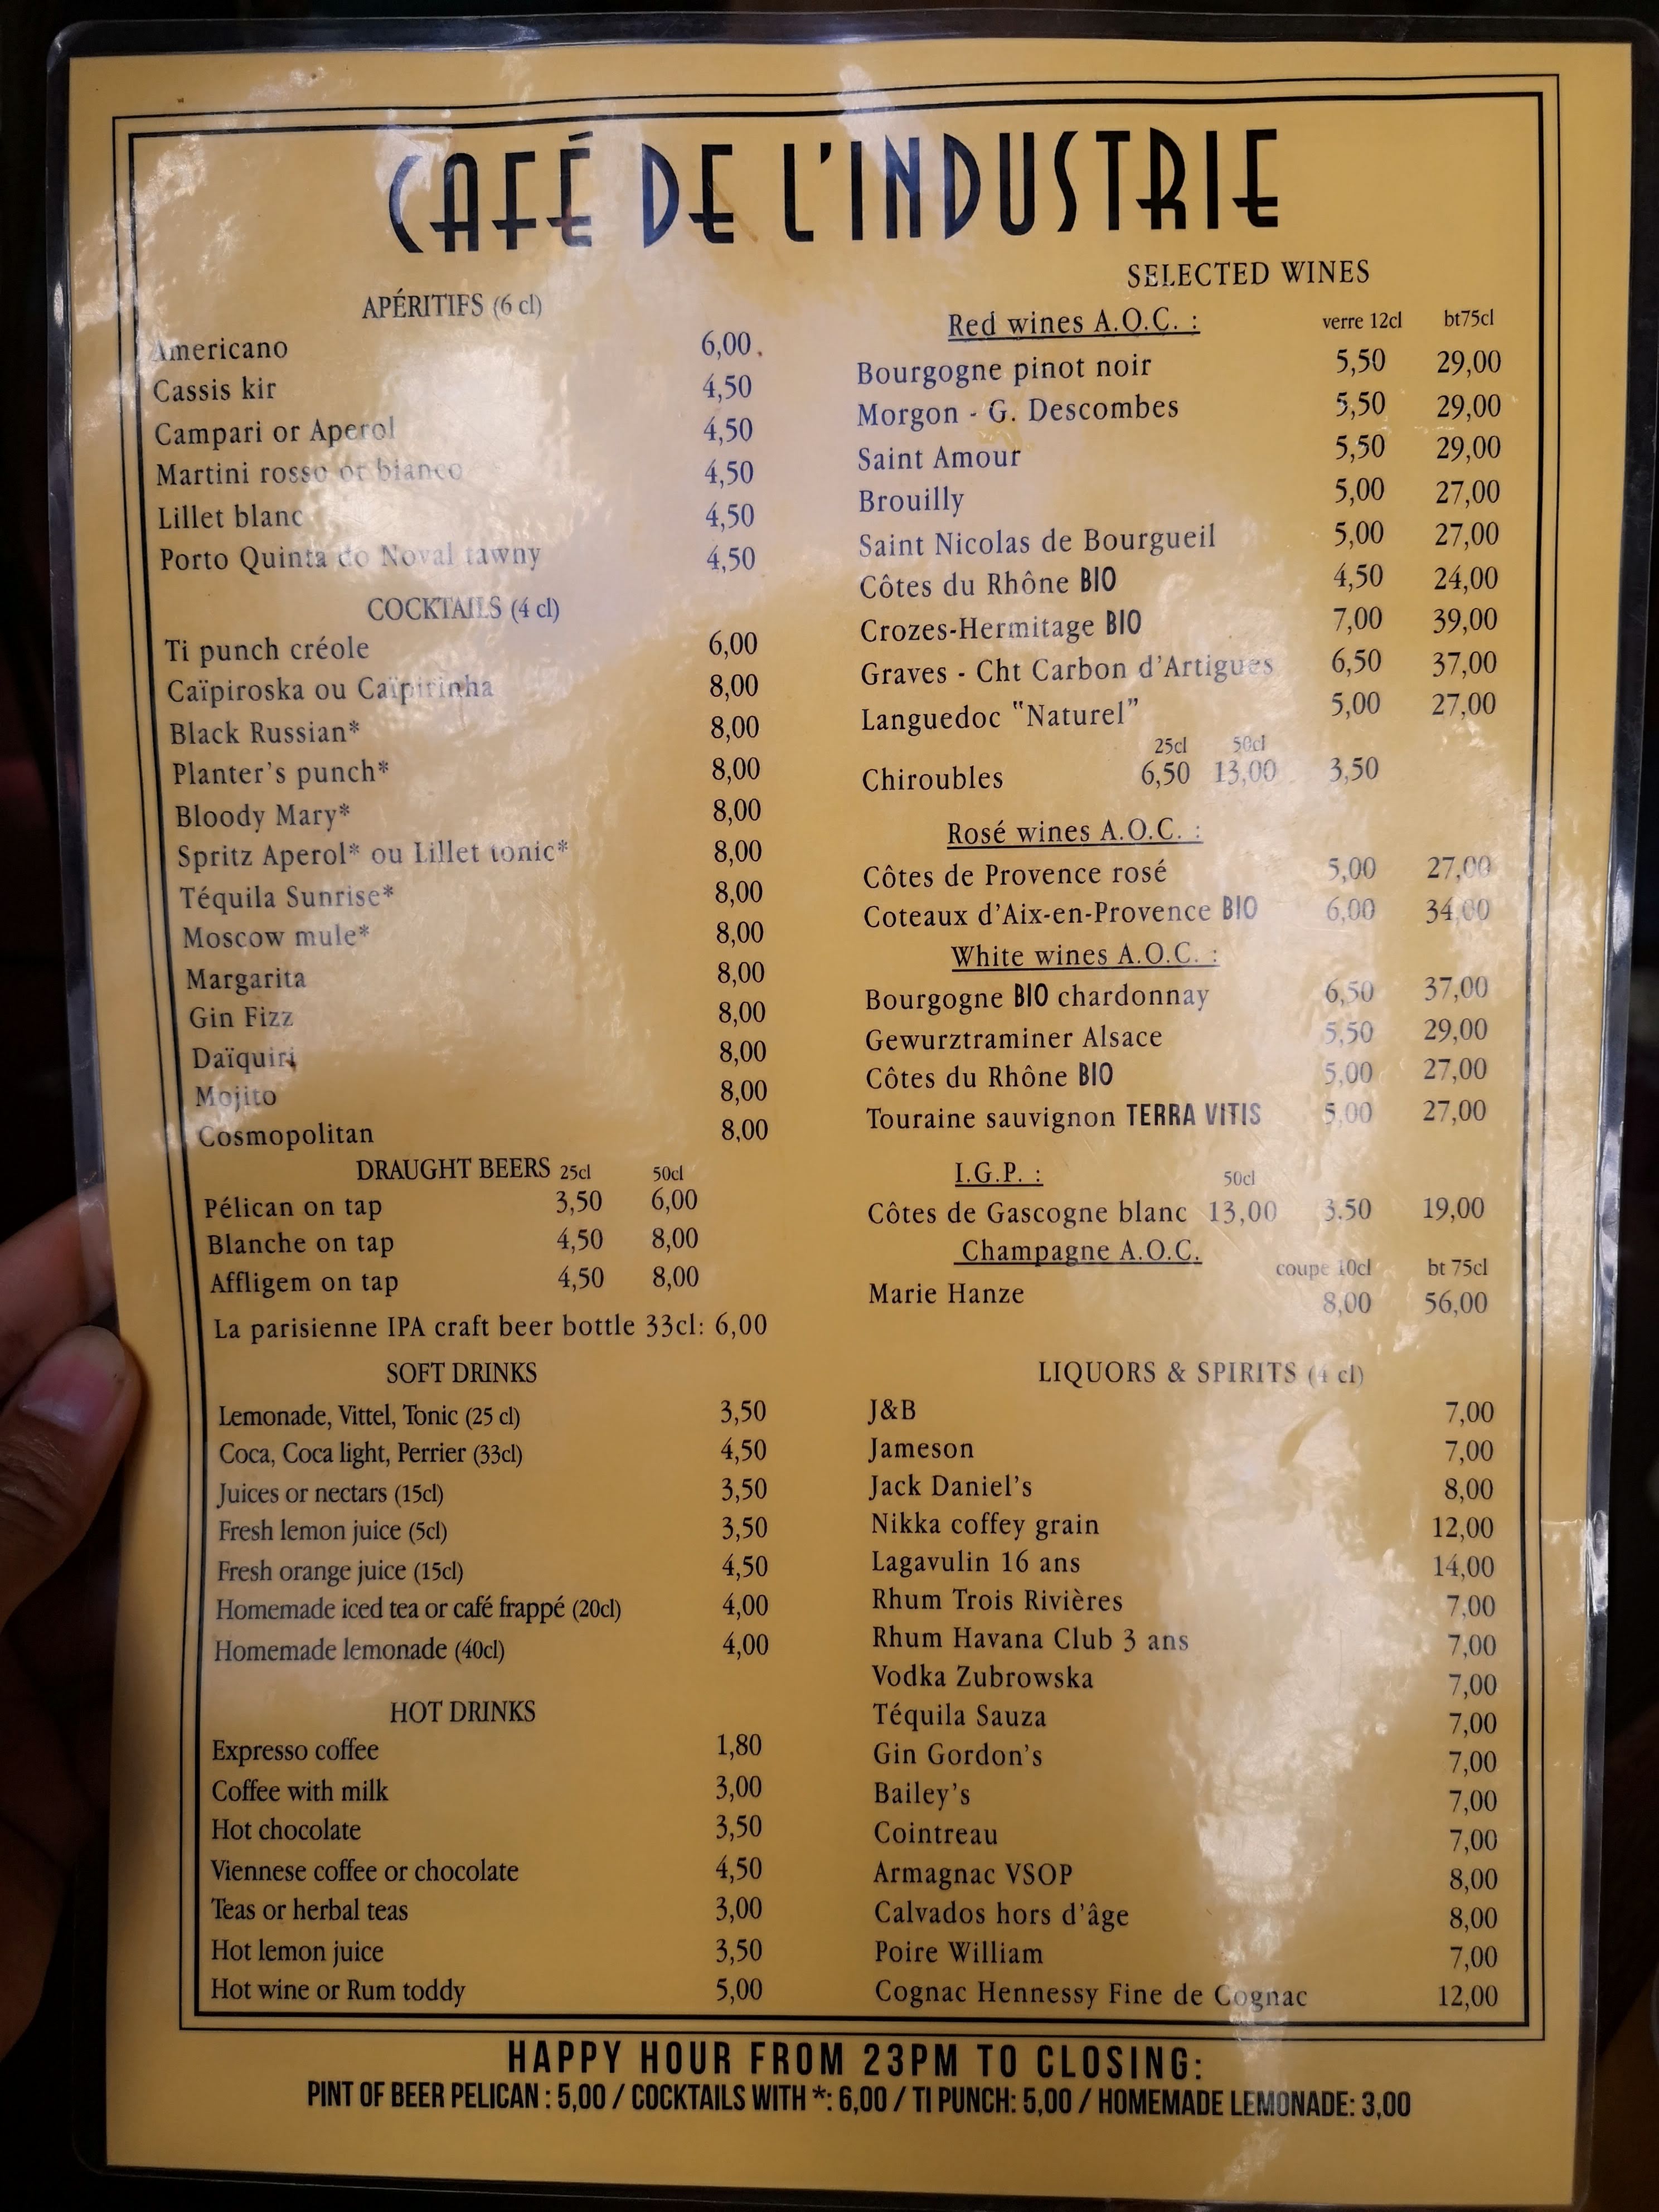 CAFÉ DE L'INDUSTRIE
APÉRITIFS (6 cl)
Americano 6,00
Cassis kir 4,50
Campari or Aperol 4,50
Martini rosso or bianco 4,50
Lillet blanc 4,50
Porto Quinta do Noval tawny 4,50
COCKTAILS (4 cl)
Ti punch créole 6,00
Caïpiroska ou Caïpirinha 8,00
Black Russian* 8,00
Planter's punch* 8,00
Bloody Mary* 8,00
Spritz Aperol* ou Lillet tonic* 8,00
Téquila Sunrise* 8,00
Moscow mule* 8,00
Margarita 8,00
Gin Fizz 8,00
Daïquiri 8,00
Mojito 8,00
Cosmopolitan 8,00
DRAUGHT BEERS 25cl 50cl
Pélican on tap 3,50 6,00
Blanche on tap 4,50 8,00
Affligem on tap 4,50 8,00
La parisienne IPA craft beer bottle 33cl: 6,00
SOFT DRINKS
Lemonade, Vittel, Tonic (25 cl) 3,50
Coca, Coca light, Perrier (33cl) 4,50
Juices or nectars (15cl) 3,50
Fresh lemon juice (5cl) 3,50
Fresh orange juice (15cl) 4,50
Homemade iced tea or café frappé (20cl) 4,00
Homemade lemonade (40cl) 4,00
HOT DRINKS
Expresso coffee 1,80
Coffee with milk 3,00
Hot chocolate 3,50
Viennese coffee or chocolate 4,50
Teas or herbal teas 3,00
Hot lemon juice 3,50
Hot wine or Rum toddy 5,00
SELECTED WINES
Red wines A.O.C. : verre 12cl bt75cl
Bourgogne pinot noir 5,50 29,00
Morgon - G. Descombes 5,50 29,00
Saint Amour 5,50 29,00
Brouilly 5,00 27,00
Saint Nicolas de Bourgueil 5,00 27,00
Côtes du Rhône BIO 4,50 24,00
Crozes-Hermitage BIO 7,00 39,00
Graves - Cht Carbon d'Artigues 6,50 37,00
Languedoc "Naturel" 5,00 27,00
25cl 50cl
Chiroubles 6,50 13,00 3,50
Rosé wines A.O.C. :
Côtes de Provence rosé 5,00 27,00
Coteaux d'Aix-en-Provence BIO 6,00 34,00
White wines A.O.C. :
Bourgogne BIO chardonnay 6,50 37,00
Gewurztraminer Alsace 5,50 29,00
Côtes du Rhône BIO 5,00 27,00
Touraine sauvignon TERRA VITIS 5,00 27,00
I.G.P. : 50cl
Côtes de Gascogne blanc 13,00 3.50 19,00
Champagne A.O.C. coupe 10cl bt 75cl
Marie Hanze 8,00 56,00
LIQUORS & SPIRITS (4 cl)
J&B 7,00
Jameson 7,00
Jack Daniel's 8,00
Nikka coffey grain 12,00
Lagavulin 16 ans 14,00
Rhum Trois Rivières 7,00
Rhum Havana Club 3 ans 7,00
Vodka Zubrowska 7,00
Téquila Sauza 7,00
Gin Gordon's 7,00
Bailey's 7,00
Cointreau 7,00
Armagnac VSOP 8,00
Calvados hors d'âge 8,00
Poire William 7,00
Cognac Hennessy Fine de Cognac 12,00
HAPPY HOUR FROM 23PM TO CLOSING:
PINT OF BEER PELICAN : 5,00 / COCKTAILS WITH *: 6,00 / TI PUNCH: 5,00 / HOMEMADE LEMONADE: 3,00